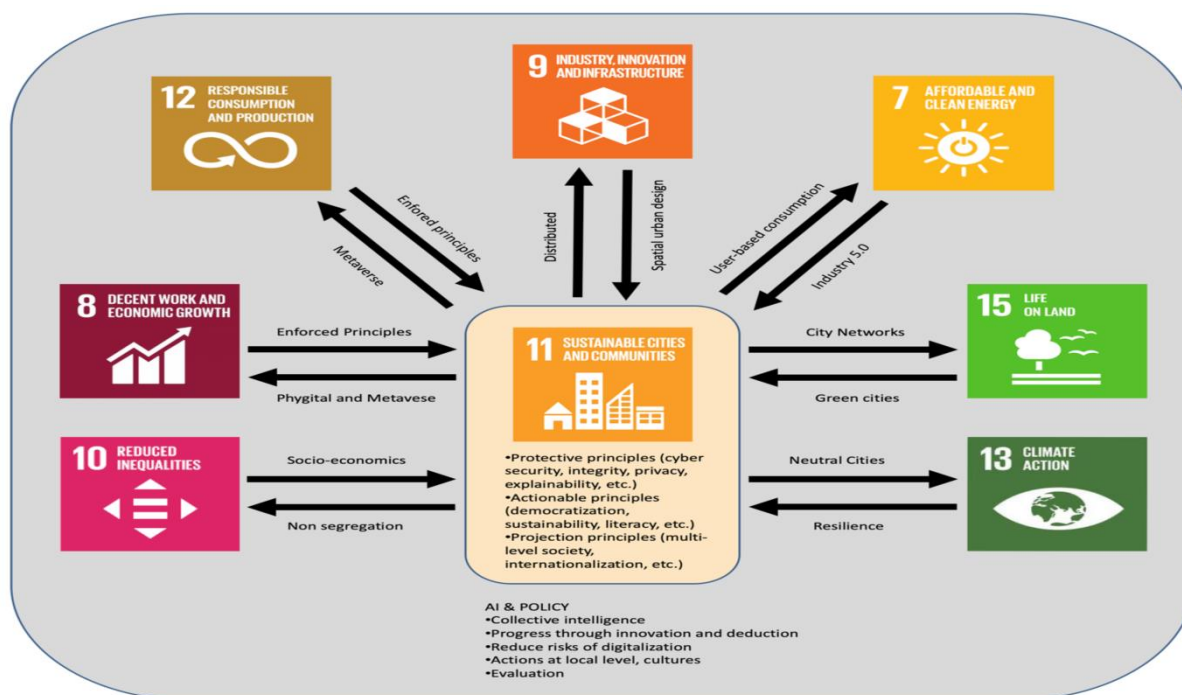 12 RESPONSIBLE
CONSUMPTION
AND PRODUCTION
9 INDUSTRY, INNOVATION
AND INFRASTRUCTURE
7 AFFORDABLE AND
CLEAN ENERGY
Enfored principles
Metaverse
Distributed
Spatial urban design
User-based consumption
Industry 5.0
8 DECENT WORK AND
ECONOMIC GROWTH
Enforced Principles
Phygital and Metavese
10 REDUCED
INEQUALITIES
Socio-economics
Non segregation
11 SUSTAINABLE CITIES
AND COMMUNITIES
•Protective principles (cyber
security, integrity, privacy,
explainability, etc.)
•Actionable principles
(democratization,
sustainability, literacy, etc.)
•Projection principles (multi-
level society,
internationalization, etc.)
City Networks
Green cities
15 LIFE
ON LAND
Neutral Cities
Resilience
13 CLIMATE
ACTION
AI & POLICY
•Collective intelligence
•Progress through innovation and deduction
•Reduce risks of digitalization
•Actions at local level, cultures
•Evaluation